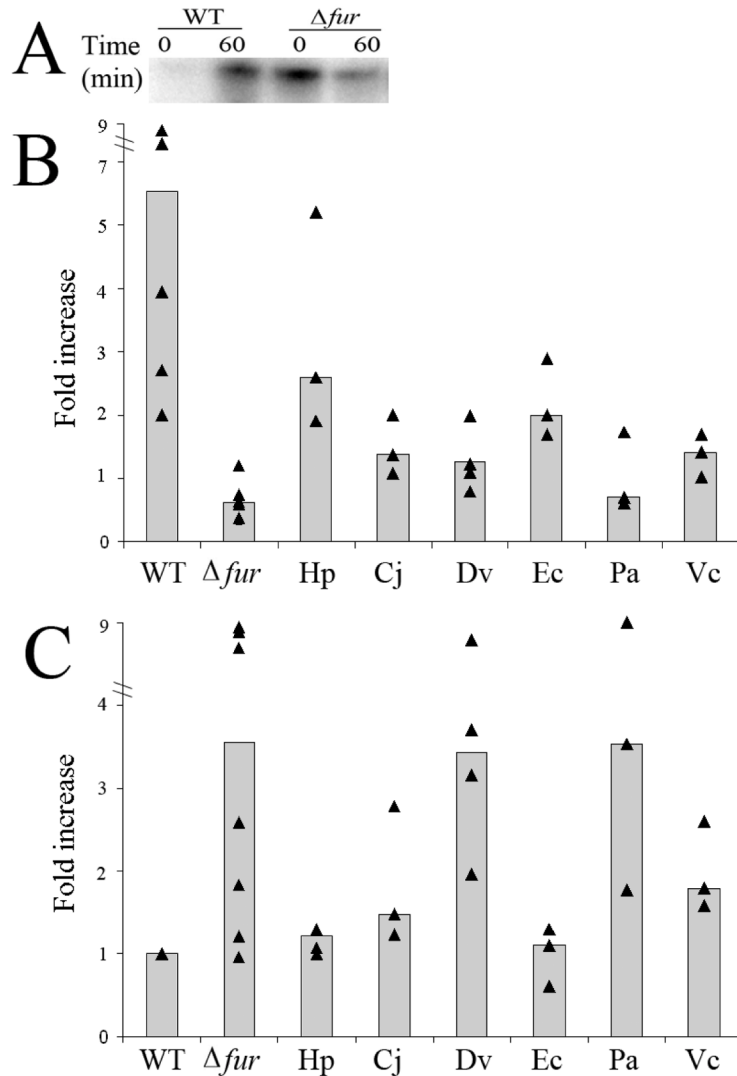 A
WT Δfur
Time 0 60 0 60
(min)
B
Fold increase
9
7
5
4
3
2
1
0
WT Δfur Hp Cj Dv Ec Pa Vc
C
Fold increase
9
4
3
2
1
0
WT Δfur Hp Cj Dv Ec Pa Vc